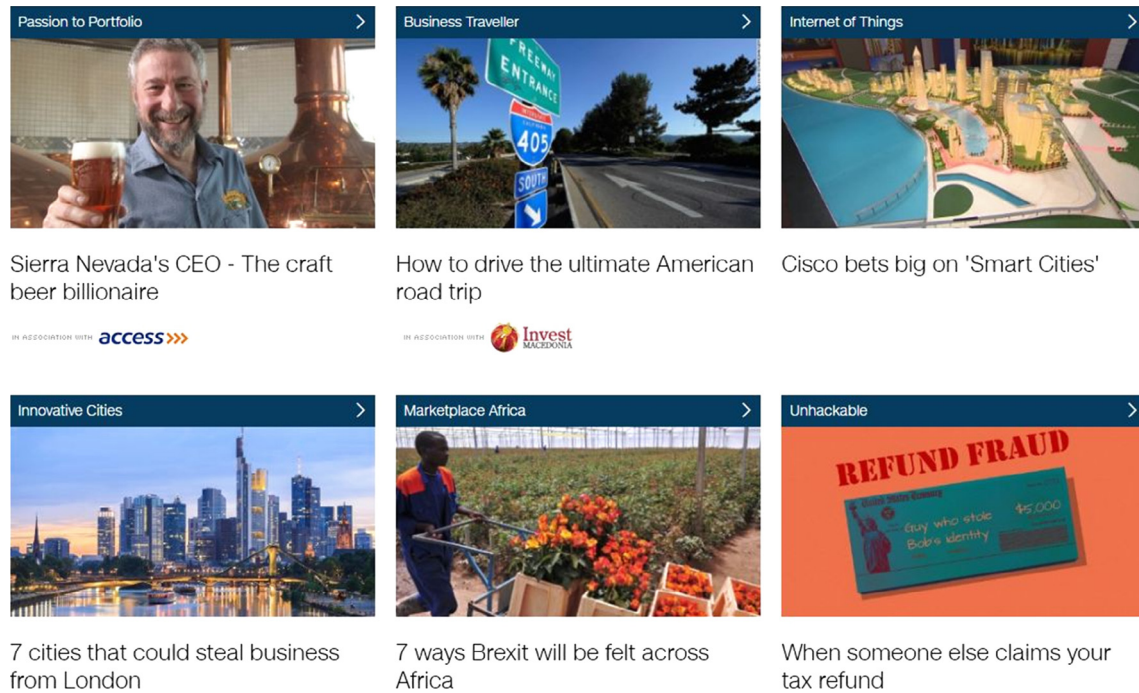 Passion to Portfolio
Business Traveller
Internet of Things
FREEWAY
ENTRANCE
CALIFORNIA
405
SOUTH
Sierra Nevada's CEO - The craft
beer billionaire
How to drive the ultimate American
road trip
Cisco bets big on 'Smart Cities'
IN ASSOCIATION WITH access
IN ASSOCIATION WITH Invest
MACEDONIA
Innovative Cities
Marketplace Africa
Unhackable
REFUND FRAUD
United States Treasury
$5,000
Guy who stole
Bob's identity
7 cities that could steal business
from London
7 ways Brexit will be felt across
Africa
When someone else claims your
tax refund